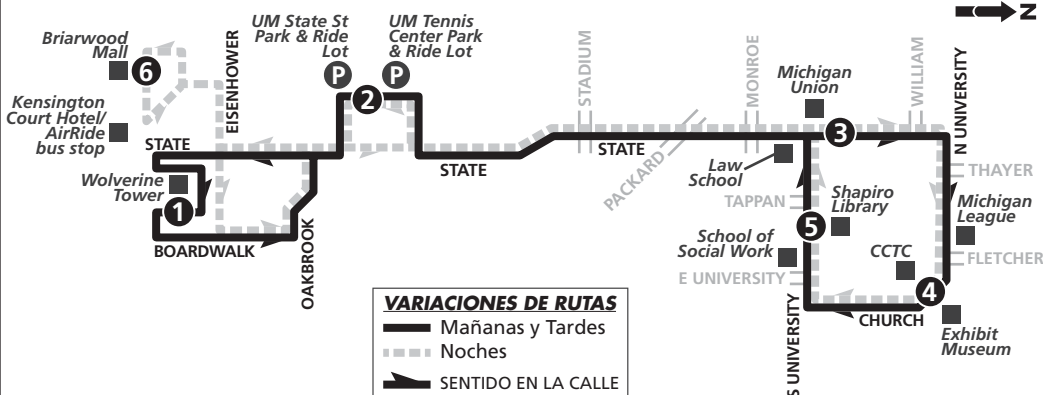 N
UM State St
Park & Ride
Lot
UM Tennis
Center Park
& Ride Lot
Briarwood
Mall
6
EISENHOWER
P
P
2
STADIUM
MONROE
Michigan
Union
WILLIAM
N UNIVERSITY
Kensington
Court Hotel/
AirRide
bus stop
STATE
STATE
STATE
3
PACKARD
Law
School
THAYER
Wolverine
Tower
1
TAPPAN
Shapiro
Library
Michigan
League
5
BOARDWALK
OAKBROOK
School of
Social Work
CCTC
FLETCHER
E UNIVERSITY
4
S UNIVERSITY
CHURCH
Exhibit
Museum
VARIACIONES DE RUTAS
Mañanas y Tardes
Noches
SENTIDO EN LA CALLE